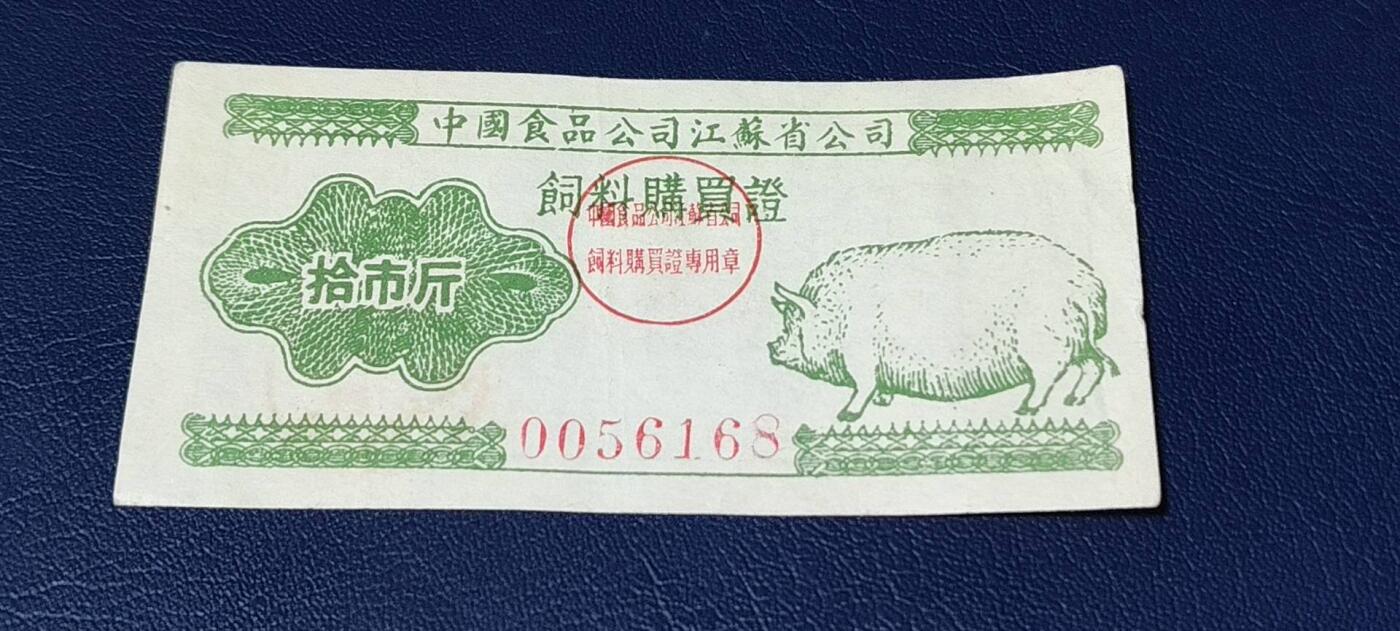 中國食品公司江蘇省公司
飼料購買證
中國食品公司江蘇省公司
飼料購買證專用章
拾市斤
0056168